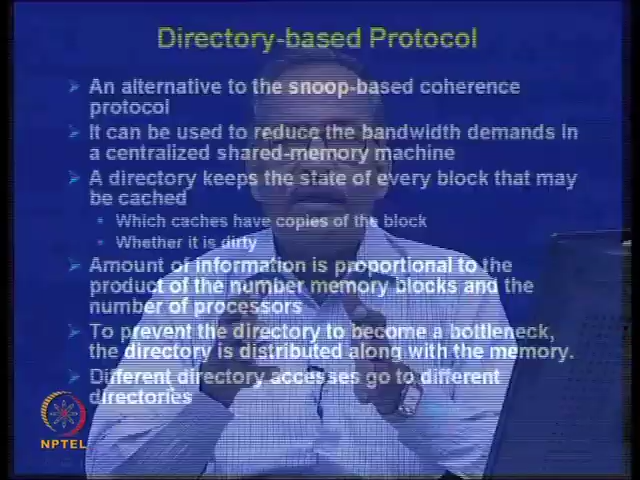 Directory-based Protocol
An alternative to the snoop-based coherence
protocol
It can be used to reduce the bandwidth demands in
a centralized shared-memory machine
A directory keeps the state of every block that may
be cached
Which caches have copies of the block
Whether it is dirty
Amount of information is proportional to the
product of the number memory blocks and the
number of processors
To prevent the directory to become a bottleneck,
the directory is distributed along with the memory.
Different directory accesses go to different
directories
NPTEL